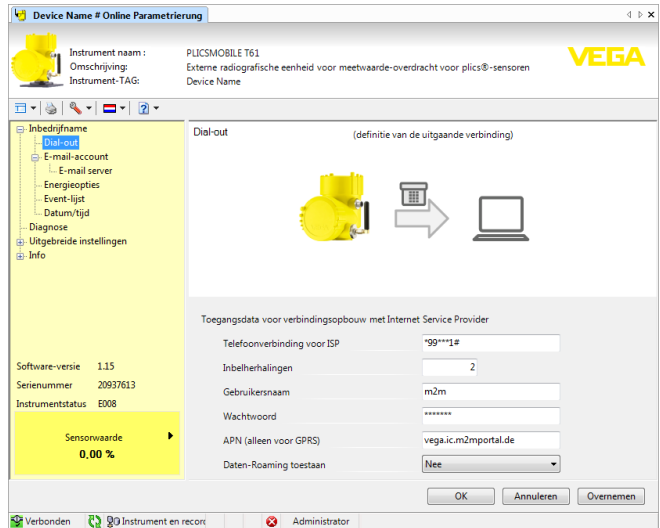 Device Name # Online Parametrierung
Instrument naam : PLICSMOBILE T61
Omschrijving: Externe radiografische eenheid voor meetwaarde-overdracht voor plics®-sensoren
Instrument-TAG: Device Name
VEGA
Inbedrijfname
Dial-out
E-mail-account
E-mail server
Energieopties
Event-lijst
Datum/tijd
Diagnose
Uitgebreide instellingen
Info
Software-versie 1.15
Serienummer 20937613
Instrumentstatus E008
Sensorwaarde
0,00 %
Dial-out (definitie van de uitgaande verbinding)
Toegangsdata voor verbindingsopbouw met Internet Service Provider
Telefoonverbinding voor ISP *99***1#
Inbelherhalingen 2
Gebruikersnaam m2m
Wachtwoord *******
APN (alleen voor GPRS) vega.ic.m2mportal.de
Daten-Roaming toestaan Nee
OK Annuleren Overnemen
Verbonden Instrument en record Administrator